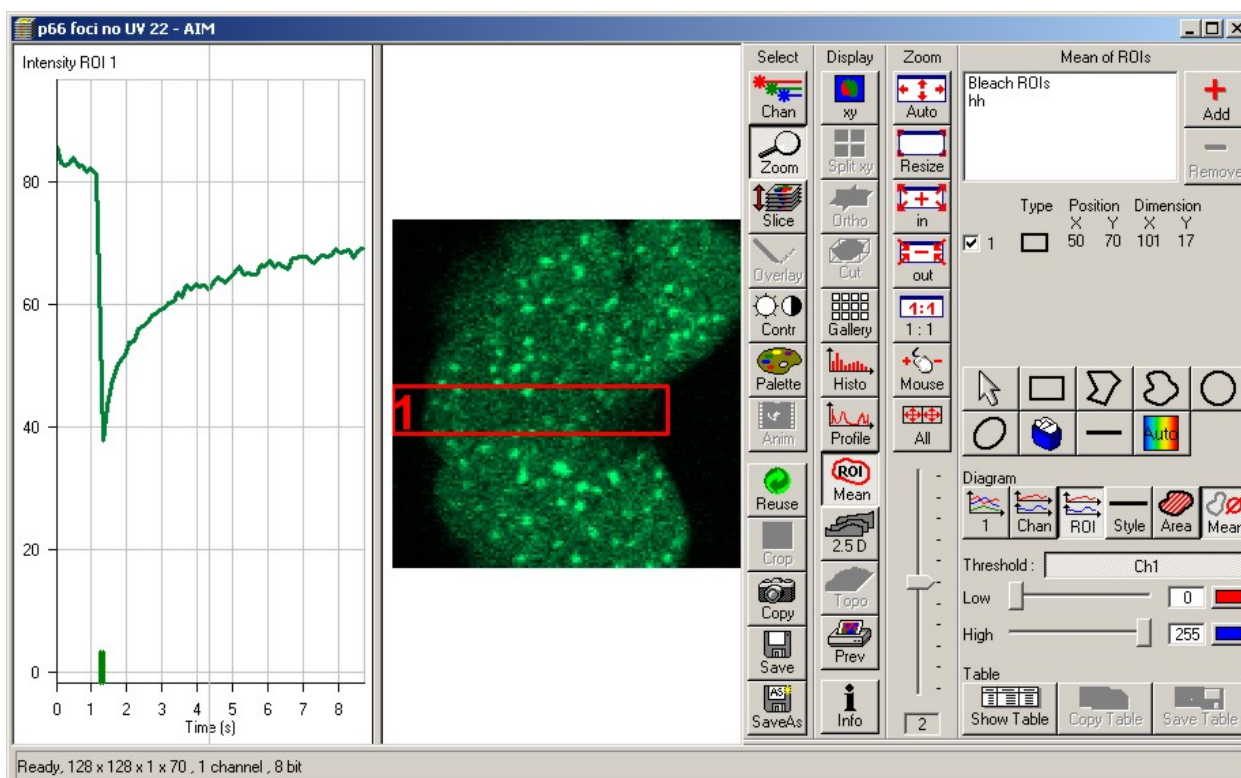 p66 foci no UV 22 - AIM
Intensity ROI 1
80
60
40
20
0
0 1 2 3 4 5 6 7 8
Time (s)
1
Select
Chan
Zoom
Slice
Overlay
Contr
Palette
Anim
Reuse
Crop
Copy
Save
AS
SaveAs
Display
xy
Split xy
Ortho
Cut
Gallery
Histo
Profile
ROI
Mean
2.5 D
Topo
Prev
Info
Zoom
Auto
Resize
in
out
1:1
1 : 1
Mouse
All
2
Mean of ROIs
Bleach ROIs
hh
Add
Remove
Type Position Dimension
X Y X Y
1 50 70 101 17
Auto
Diagram
1 Chan ROI Style Area Mean
Threshold : Ch1
Low 0
High 255
Table
Show Table Copy Table Save Table
Ready, 128 x 128 x 1 x 70 , 1 channel , 8 bit